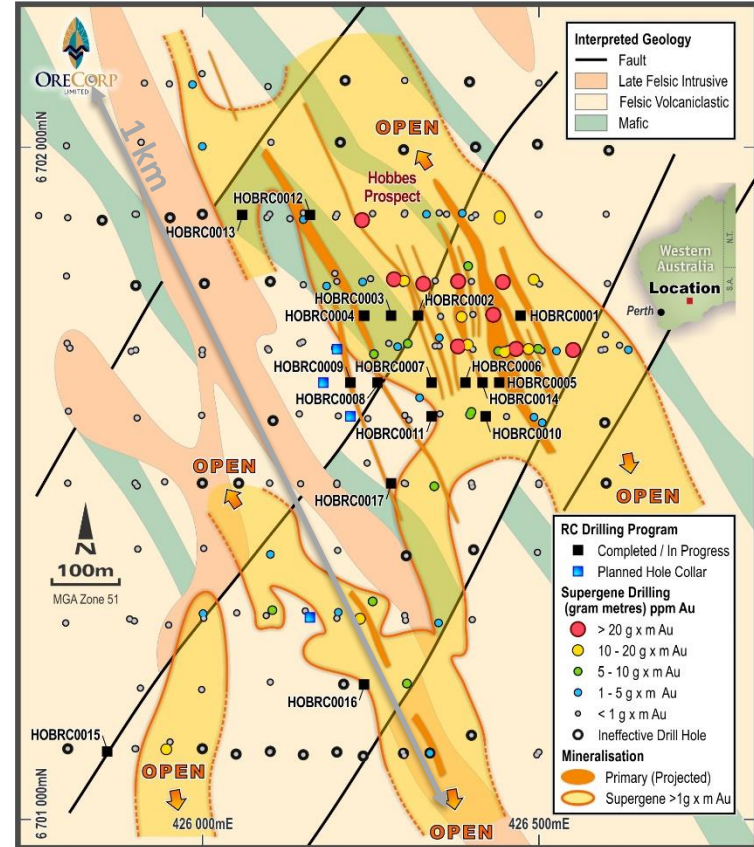 ORECORP
LIMITED
1 km
6 702 000mN
OPEN
Hobbes
Prospect
HOBRC0012
HOBRC0013
HOBRC0003
HOBRC0002
HOBRC0004
HOBRC0001
HOBRC0009
HOBRC0007
HOBRC0006
HOBRC0005
HOBRC0008
HOBRC0014
HOBRC0011
HOBRC0010
OPEN
OPEN
HOBRC0017
N
100m
MGA Zone 51
HOBRC0016
HOBRC0015
OPEN
OPEN
6 701 000mN
426 000mE
426 500mE
Interpreted Geology
Fault
Late Felsic Intrusive
Felsic Volcaniclastic
Mafic
Western
Australia
Location
Perth
N.T.
S.A.
RC Drilling Program
Completed / In Progress
Planned Hole Collar
Supergene Drilling
(gram metres) ppm Au
> 20 g x m Au
10 - 20 g x m Au
5 - 10 g x m Au
1 - 5 g x m Au
< 1 g x m Au
Ineffective Drill Hole
Mineralisation
Primary (Projected)
Supergene >1g x m Au